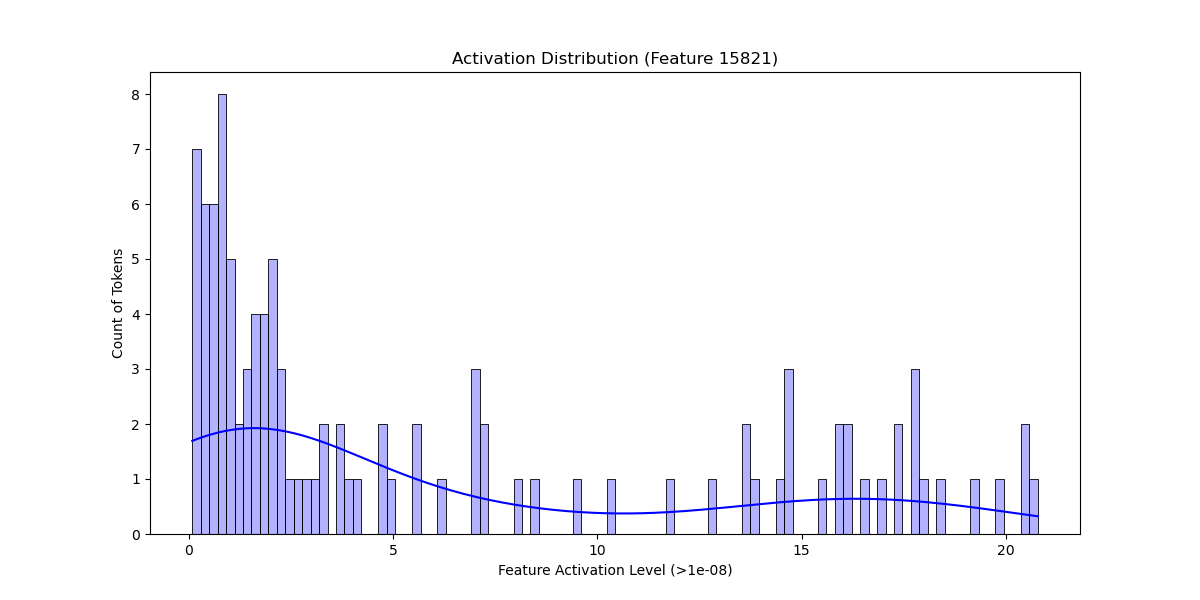 Activation Distribution (Feature 15821)
8
7
6
5
4
3
2
1
0
Count of Tokens
0 5 10 15 20
Feature Activation Level (>1e-08)